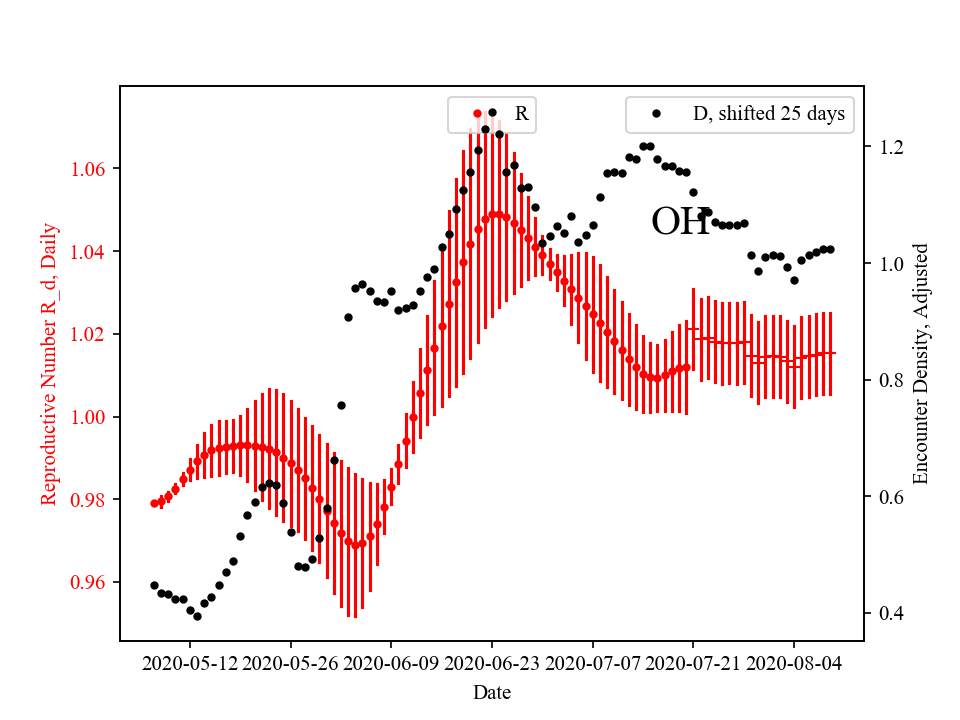 R
D, shifted 25 days
OH
Reproductive Number R_d, Daily
1.06
1.04
1.02
1.00
0.98
0.96
1.2
1.0
0.8
0.6
0.4
Encounter Density, Adjusted
2020-05-12 2020-05-26 2020-06-09 2020-06-23 2020-07-07 2020-07-21 2020-08-04
Date